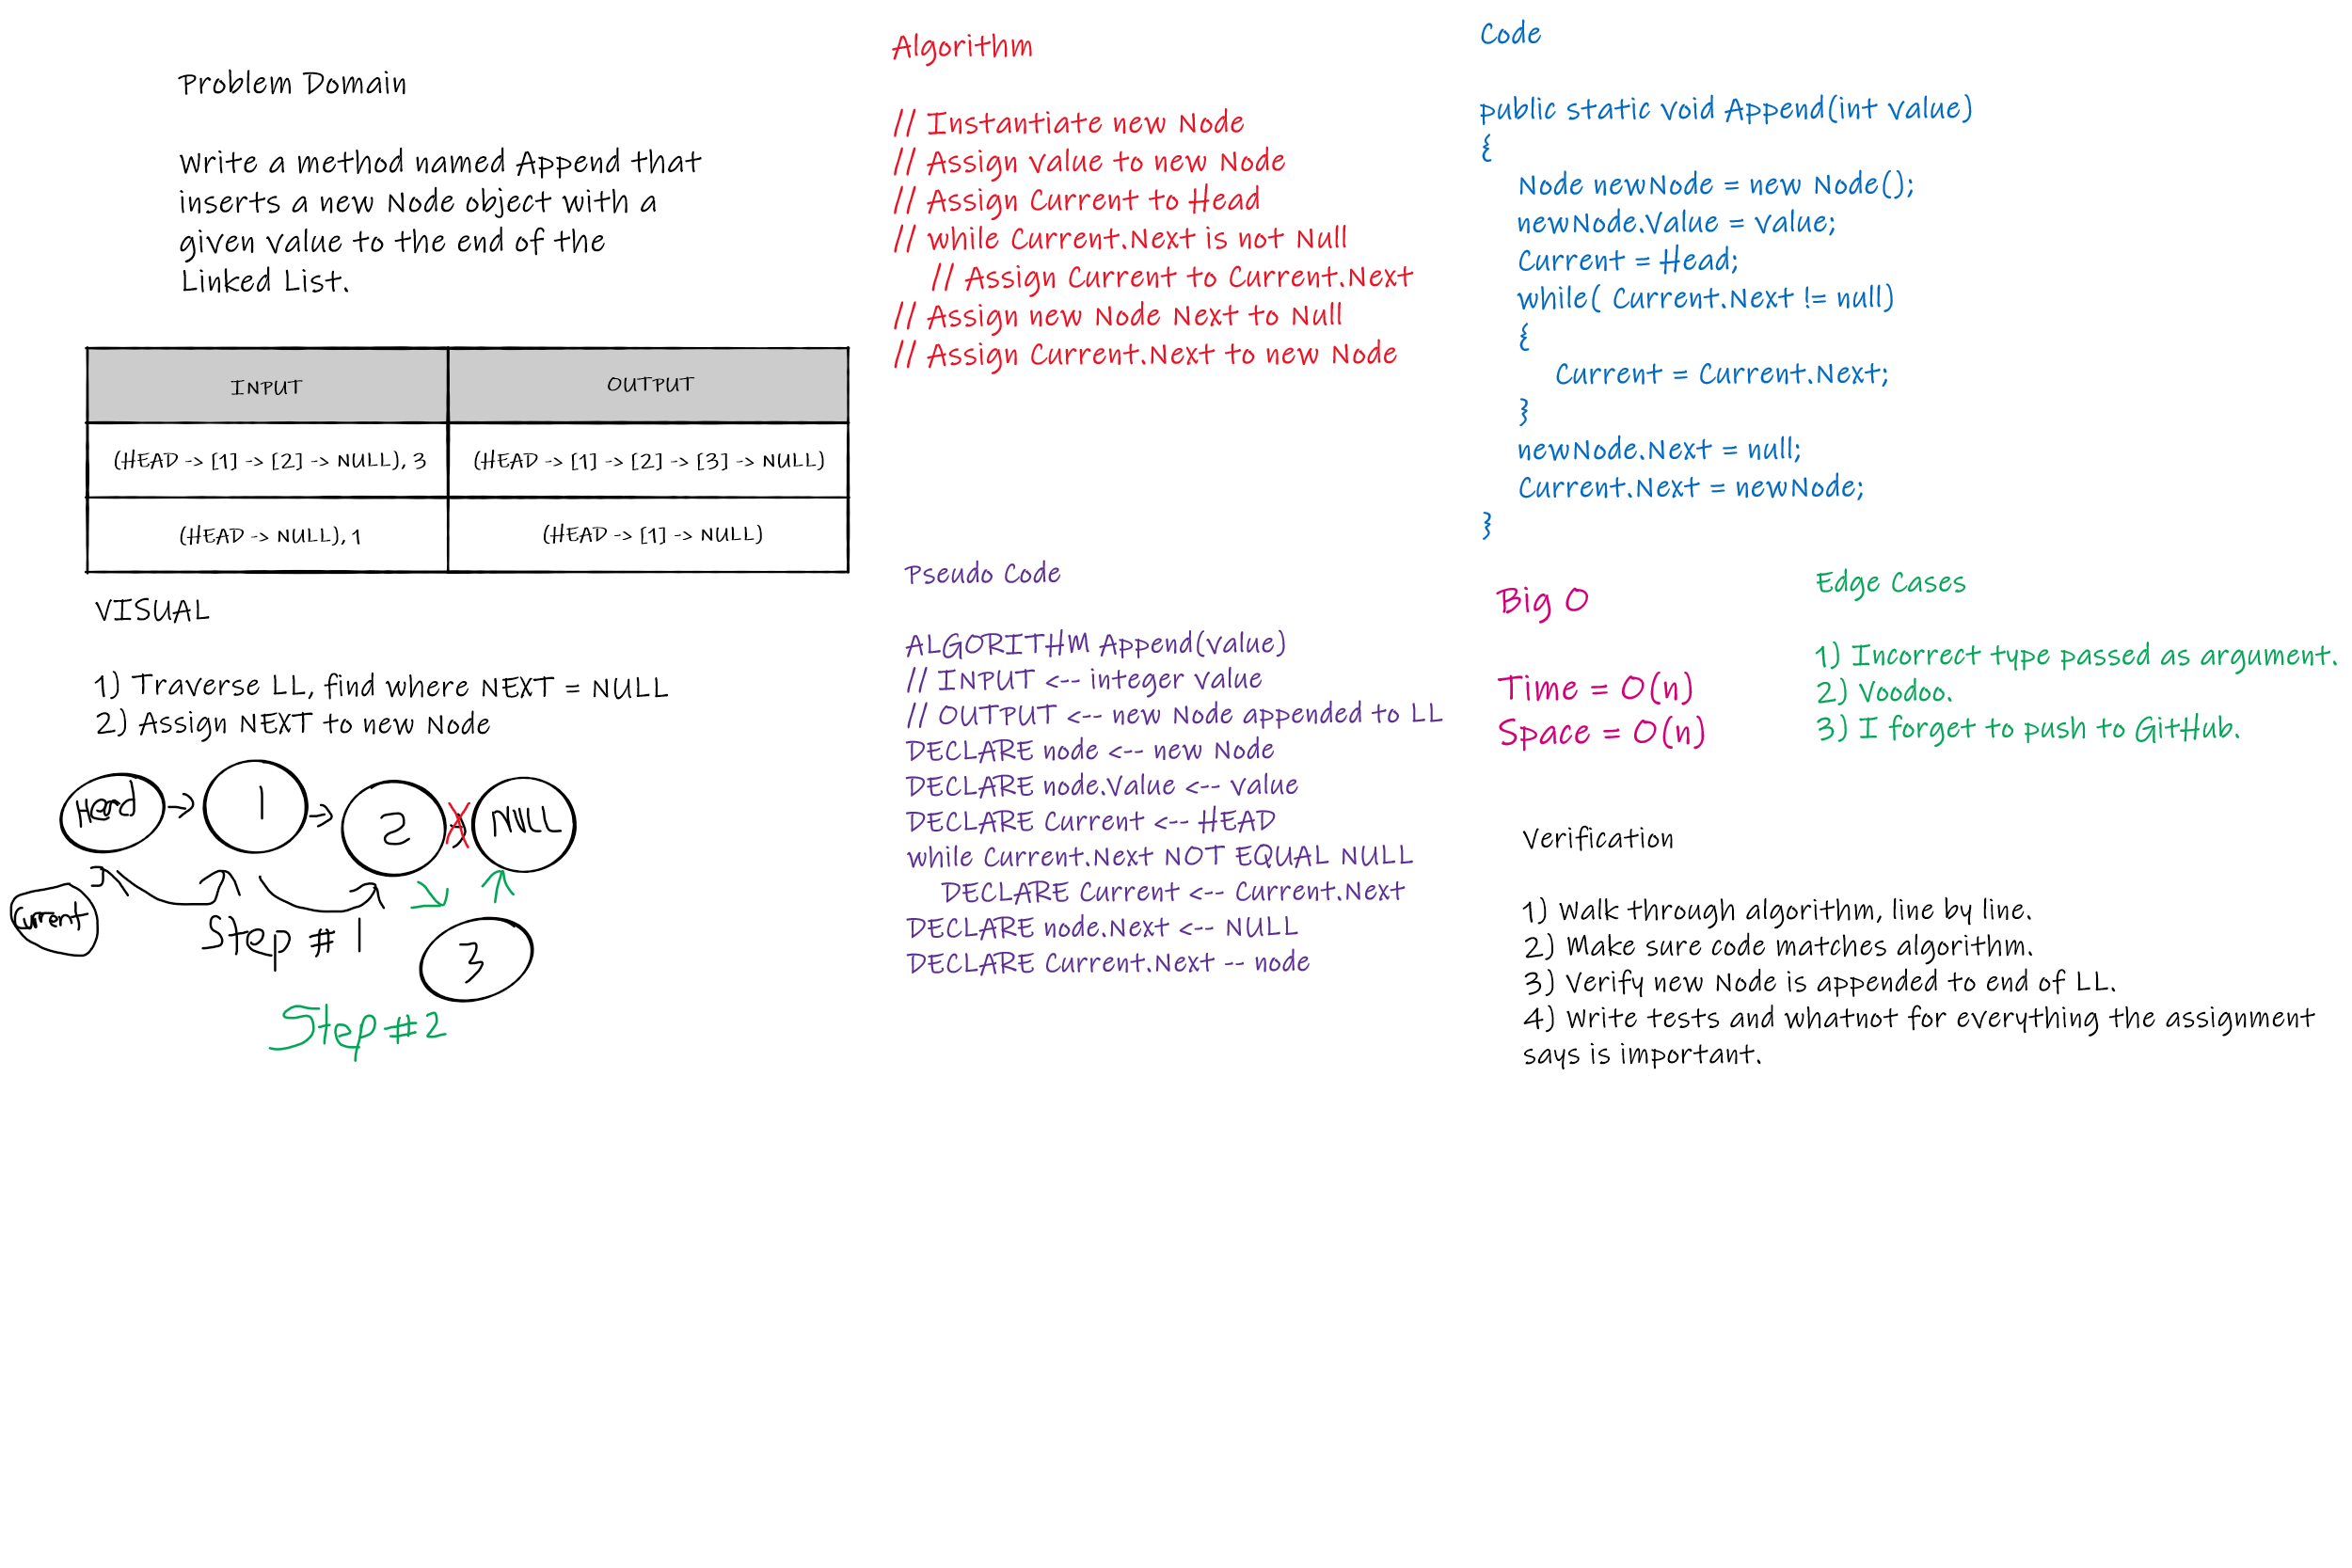 Problem Domain
Write a method named Append that
inserts a new Node object with a
given value to the end of the
Linked List.
INPUT
OUTPUT
(HEAD -> [1] -> [2] -> NULL), 3
(HEAD -> [1] -> [2] -> [3] -> NULL)
(HEAD -> NULL), 1
(HEAD -> [1] -> NULL)
VISUAL
1) Traverse LL, find where NEXT = NULL
2) Assign NEXT to new Node
Head
1
2
NULL
Current
Step #1
3
Step #2
Algorithm
// Instantiate new Node
// Assign value to new Node
// Assign Current to Head
// while Current.Next is not Null
// Assign Current to Current.Next
// Assign new Node Next to Null
// Assign Current.Next to new Node
Pseudo Code
ALGORITHM Append(value)
// INPUT <-- integer value
// OUTPUT <-- new Node appended to LL
DECLARE node <-- new Node
DECLARE node.Value <-- value
DECLARE Current <-- HEAD
while Current.Next NOT EQUAL NULL
DECLARE Current <-- Current.Next
DECLARE node.Next <-- NULL
DECLARE Current.Next -- node
Code
public static void Append(int value)
{
Node newNode = new Node();
newNode.Value = value;
Current = Head;
while( Current.Next != null)
{
Current = Current.Next;
}
newNode.Next = null;
Current.Next = newNode;
}
Big O
Time = O(n)
Space = O(n)
Edge Cases
1) Incorrect type passed as argument.
2) Voodoo.
3) I forget to push to GitHub.
Verification
1) Walk through algorithm, line by line.
2) Make sure code matches algorithm.
3) Verify new Node is appended to end of LL.
4) Write tests and whatnot for everything the assignment
says is important.